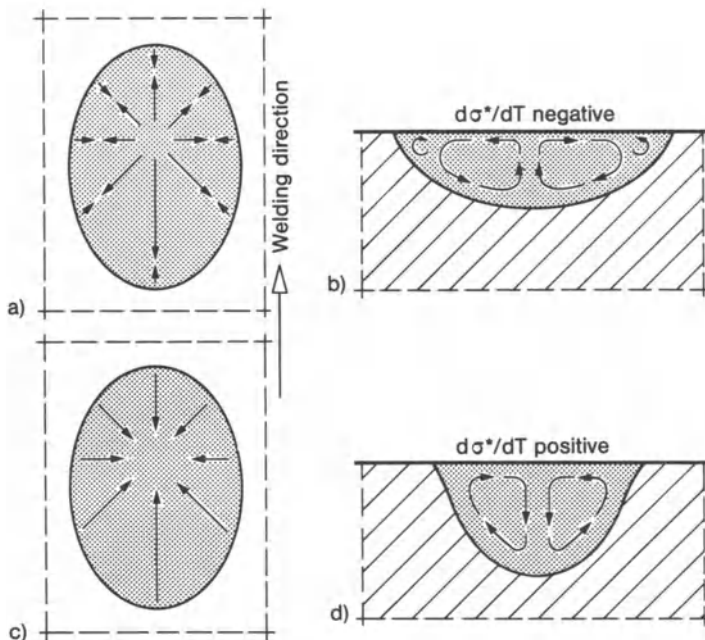 a)
Welding direction
dσ*/dT negative
b)
c)
dσ*/dT positive
d)